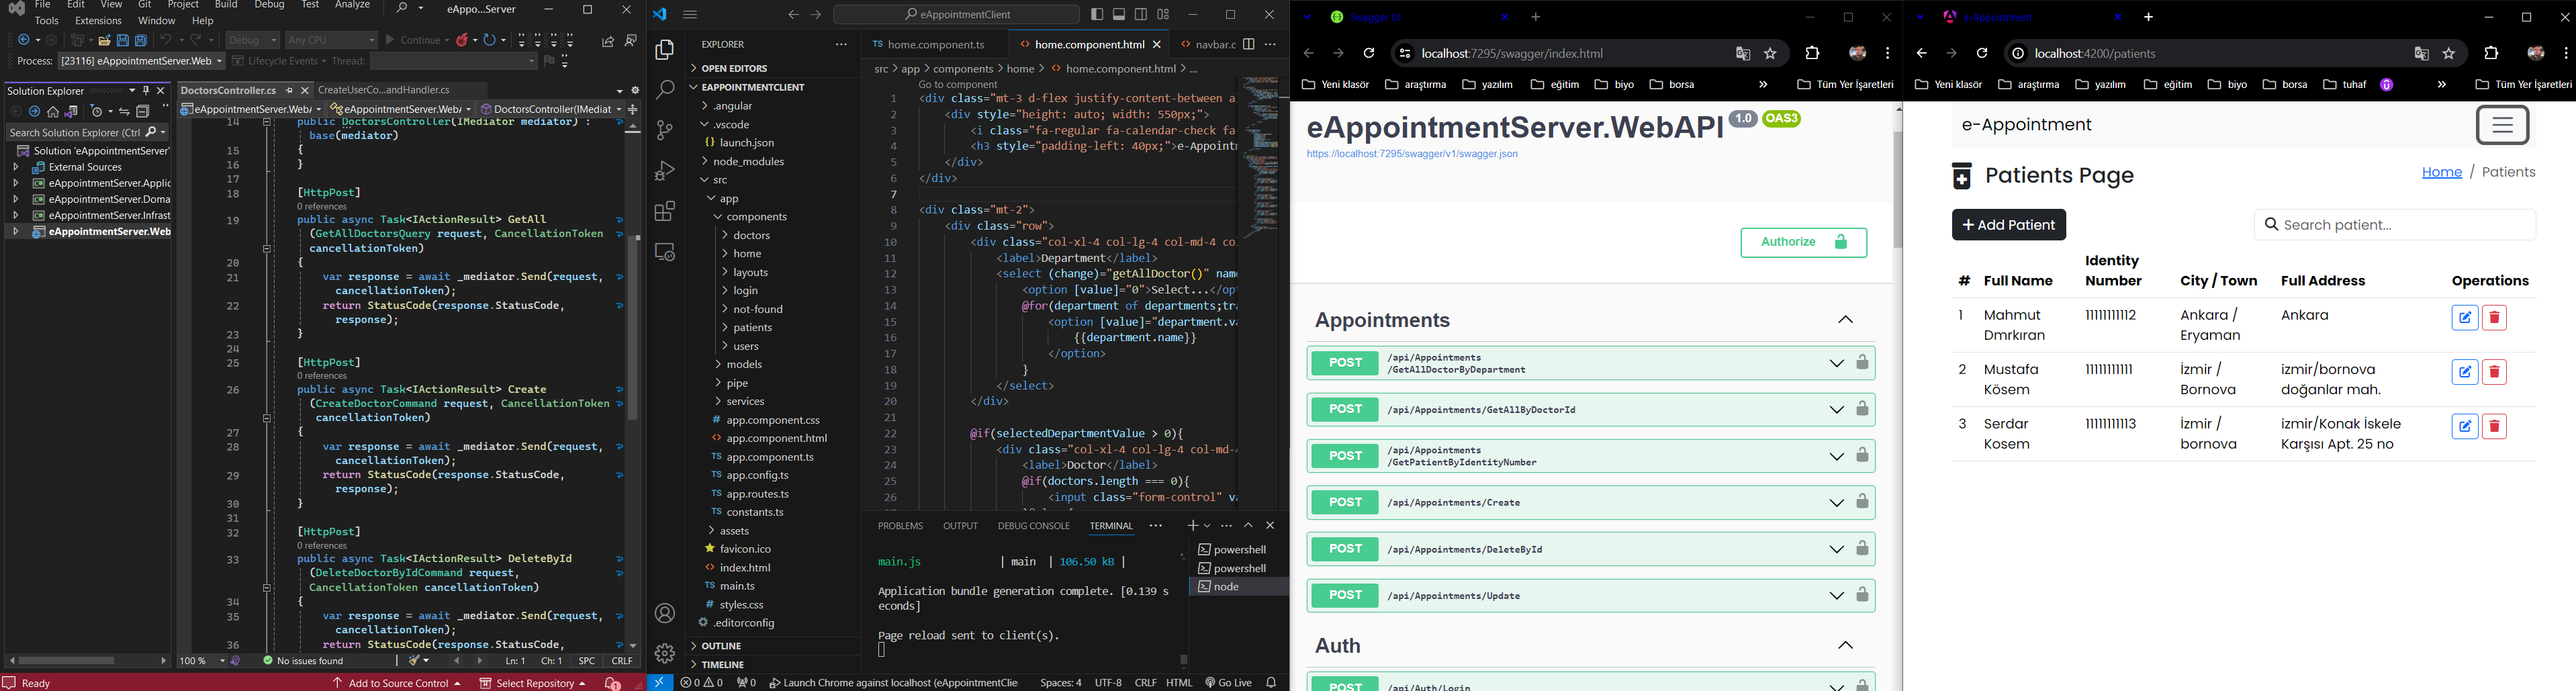 File Edit View Git Project Build Debug Test Analyze
Tools Extensions Window Help
eAppo...Server
Debug Any CPU Continue
Process: [23116] eAppointmentServer.Web Lifecycle Events Thread:
Solution Explorer
Search Solution Explorer (Ctrl
Solution 'eAppointmentServer'
External Sources
eAppointmentServer.Applic
eAppointmentServer.Doma
eAppointmentServer.Infrast
eAppointmentServer.Web
DoctorsController.cs CreateUserCo...andHandler.cs
eAppointmentServer.WebA eAppointmentServer.WebA DoctorsController(IMediat
14 public DoctorsController(IMediator mediator) :
base(mediator)
15 {
16 }
17
18 [HttpPost]
0 references
19 public async Task<IActionResult> GetAll
(GetAllDoctorsQuery request, CancellationToken
cancellationToken)
20 {
21 var response = await _mediator.Send(request,
cancellationToken);
22 return StatusCode(response.StatusCode,
response);
23 }
24
25 [HttpPost]
0 references
26 public async Task<IActionResult> Create
(CreateDoctorCommand request, CancellationToken
cancellationToken)
27 {
28 var response = await _mediator.Send(request,
cancellationToken);
29 return StatusCode(response.StatusCode,
response);
30 }
31
32 [HttpPost]
0 references
33 public async Task<IActionResult> DeleteById
(DeleteDoctorByIdCommand request,
CancellationToken cancellationToken)
34 {
35 var response = await _mediator.Send(request,
cancellationToken);
36 return StatusCode(response.StatusCode,
100 % No issues found Ln: 1 Ch: 1 SPC CRLF
Ready Add to Source Control Select Repository 1
eAppointmentClient
EXPLORER
OPEN EDITORS
EAPPOINTMENTCLIENT
.angular
.vscode
launch.json
node_modules
src
app
components
doctors
home
layouts
login
not-found
patients
users
models
pipe
services
app.component.css
app.component.html
app.component.ts
app.config.ts
app.routes.ts
constants.ts
assets
favicon.ico
index.html
main.ts
styles.css
.editorconfig
OUTLINE
TIMELINE
home.component.ts home.component.html navbar.c
src > app > components > home > home.component.html > ...
Go to component
1 <div class="mt-3 d-flex justify-content-between a
2 <div style="height: auto; width: 550px;">
3 <i class="fa-regular fa-calendar-check fa
4 <h3 style="padding-left: 40px;">e-Appoint
5 </div>
6 </div>
7
8 <div class="mt-2">
9 <div class="row">
10 <div class="col-xl-4 col-lg-4 col-md-4 co
11 <label>Department</label>
12 <select (change)="getAllDoctor()" name
13 <option [value]="0">Select...</opt
14 @for(department of departments;tra
15 <option [value]="department.va
16 {{department.name}}
17 </option>
18 }
19 </select>
20 </div>
21
22 @if(selectedDepartmentValue > 0){
23 <div class="col-xl-4 col-lg-4 col-md-
24 <label>Doctor</label>
25 @if(doctors.length === 0){
26 <input class="form-control" va
PROBLEMS OUTPUT DEBUG CONSOLE TERMINAL
main.js | main | 106.50 kB |
Application bundle generation complete. [0.139 s
econds]
Page reload sent to client(s).
powershell
powershell
node
0 0 0 Launch Chrome against localhost (eAppointmentClie Spaces: 4 UTF-8 CRLF HTML Go Live
Swagger UI
localhost:7295/swagger/index.html
Yeni klasör araştırma yazılım eğitim biyo borsa » Tüm Yer İşaretleri
eAppointmentServer.WebAPI 1.0 OAS3
https://localhost:7295/swagger/v1/swagger.json
Authorize
Appointments
POST /api/Appointments
/GetAllDoctorByDepartment
POST /api/Appointments/GetAllByDoctorId
POST /api/Appointments
/GetPatientByIdentityNumber
POST /api/Appointments/Create
POST /api/Appointments/DeleteById
POST /api/Appointments/Update
Auth
POST /api/Auth/Login
e-Appointment
localhost:4200/patients
Yeni klasör araştırma yazılım eğitim biyo borsa tuhaf » Tüm Yer İşaretleri
e-Appointment
Patients Page
Home / Patients
+ Add Patient
Search patient...
# Full Name Identity Number City / Town Full Address Operations
1 Mahmut Dmrkıran 11111111112 Ankara / Eryaman Ankara
2 Mustafa Kösem 11111111111 İzmir / Bornova izmir/bornova doğanlar mah.
3 Serdar Kosem 11111111113 İzmir / bornova izmir/Konak İskele Karşısı Apt. 25 no